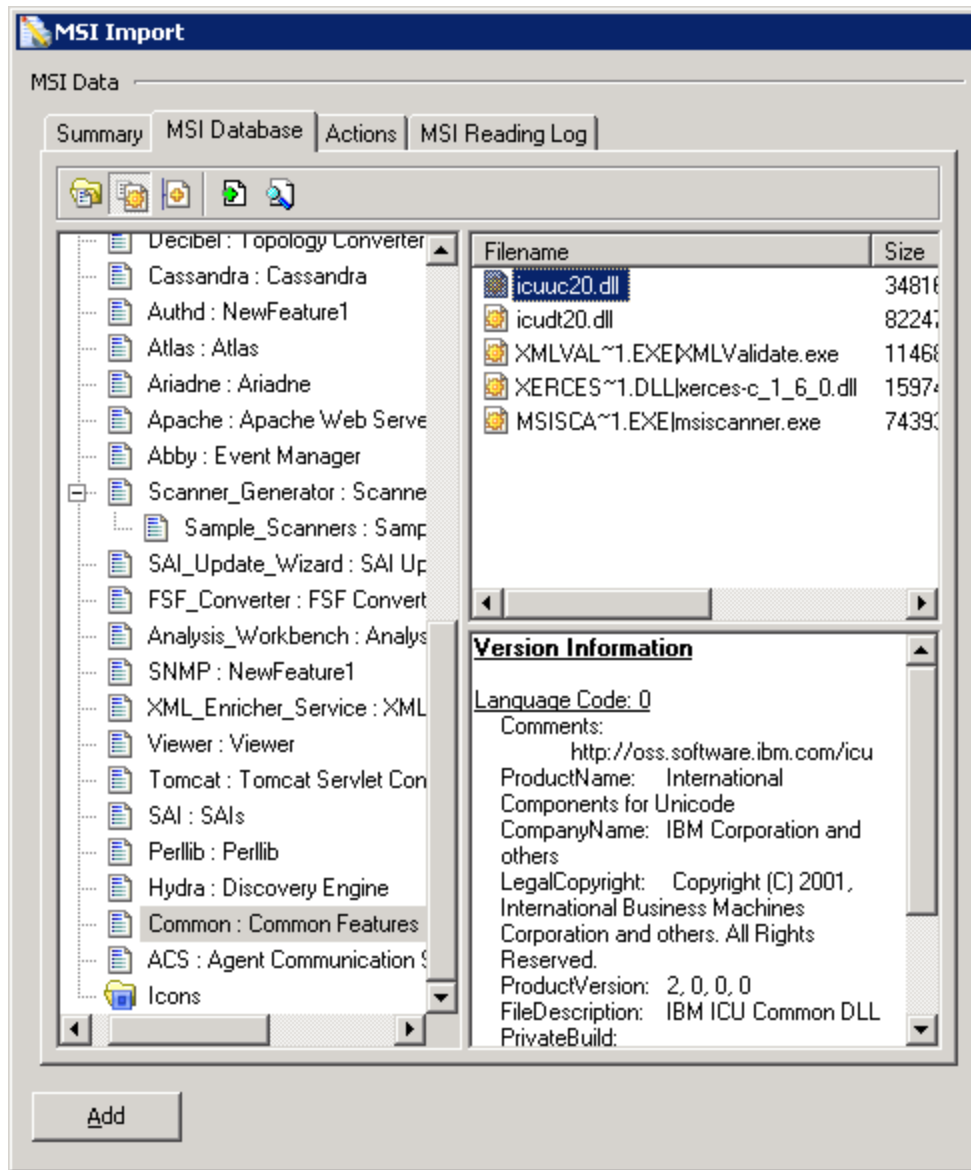 MSI Import
MSI Data
Summary
MSI Database
Actions
MSI Reading Log
Decibel : Topology Converter
Cassandra : Cassandra
Authd : NewFeature1
Atlas : Atlas
Ariadne : Ariadne
Apache : Apache Web Serve
Abby : Event Manager
Scanner_Generator : Scanne
Sample_Scanners : Samp
SAI_Update_Wizard : SAI Up
FSF_Converter : FSF Convert
Analysis_Workbench : Analys
SNMP : NewFeature1
XML_Enricher_Service : XML
Viewer : Viewer
Tomcat : Tomcat Servlet Con
SAI : SAIs
Perllib : Perllib
Hydra : Discovery Engine
Common : Common Features
ACS : Agent Communication S
Icons
Filename Size
icuuc20.dll 34816
icudt20.dll 82247
XMLVAL~1.EXE|XMLValidate.exe 11468
XERCES~1.DLL|xerces-c_1_6_0.dll 15974
MSISCA~1.EXE|msiscanner.exe 74393
Version Information
Language Code: 0
Comments:
http://oss.software.ibm.com/icu
ProductName: International
Components for Unicode
CompanyName: IBM Corporation and
others
LegalCopyright: Copyright (C) 2001,
International Business Machines
Corporation and others. All Rights
Reserved.
ProductVersion: 2, 0, 0, 0
FileDescription: IBM ICU Common DLL
PrivateBuild:
Add